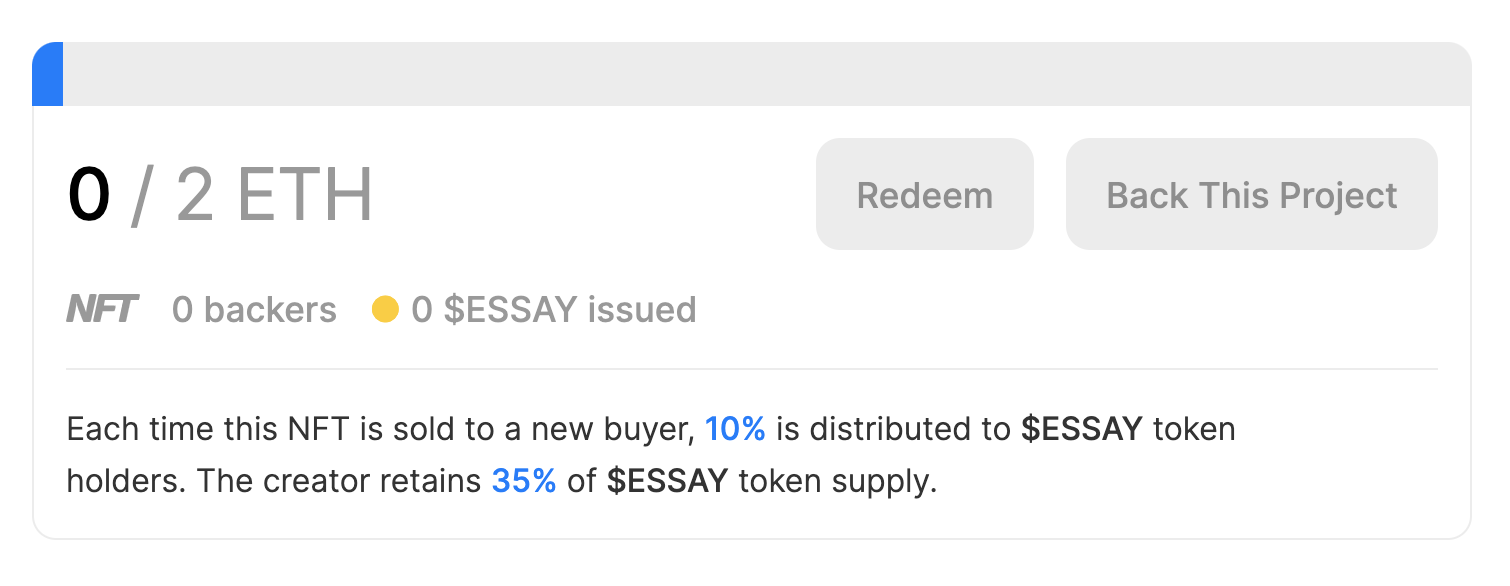 0 / 2 ETH
Redeem
Back This Project
NFT 0 backers 0 $ESSAY issued
Each time this NFT is sold to a new buyer, 10% is distributed to $ESSAY token
holders. The creator retains 35% of $ESSAY token supply.